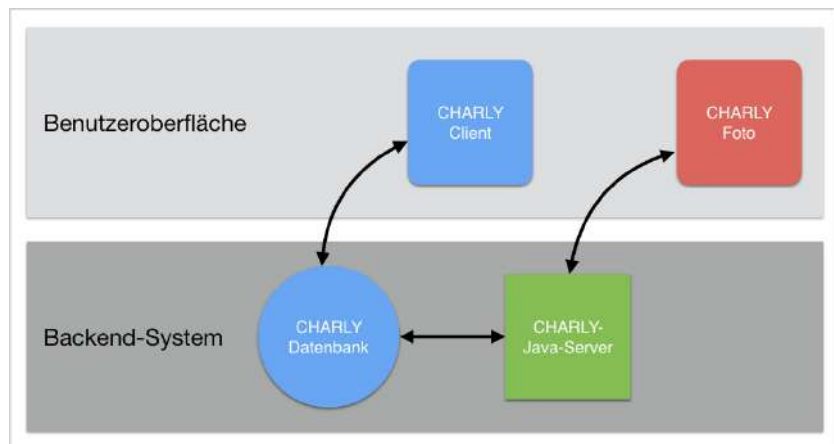 Benutzeroberfläche
CHARLY
Client
CHARLY
Foto
Backend-System
CHARLY
Datenbank
CHARLY-
Java-Server